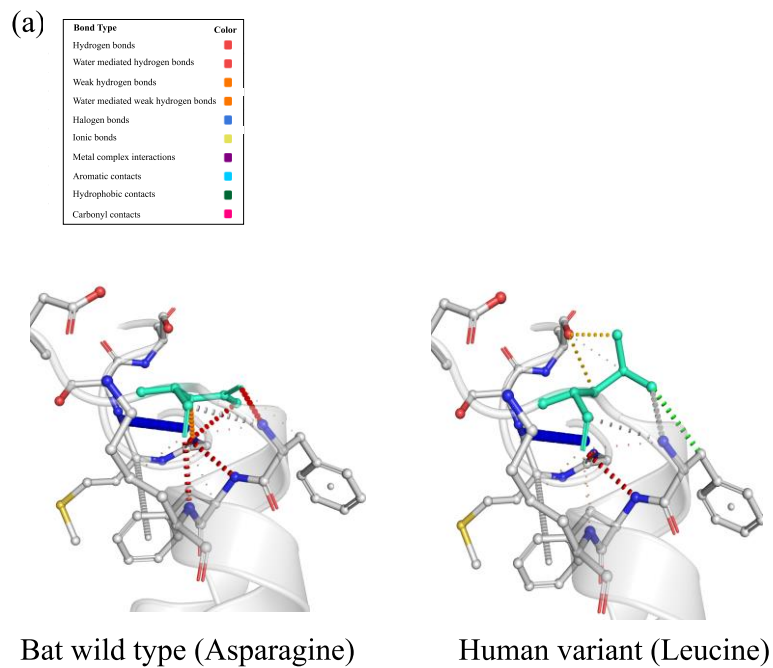 (a)
Bond Type Color
Hydrogen bonds
Water mediated hydrogen bonds
Weak hydrogen bonds
Water mediated weak hydrogen bonds
Halogen bonds
Ionic bonds
Metal complex interactions
Aromatic contacts
Hydrophobic contacts
Carbonyl contacts
Bat wild type (Asparagine) Human variant (Leucine)